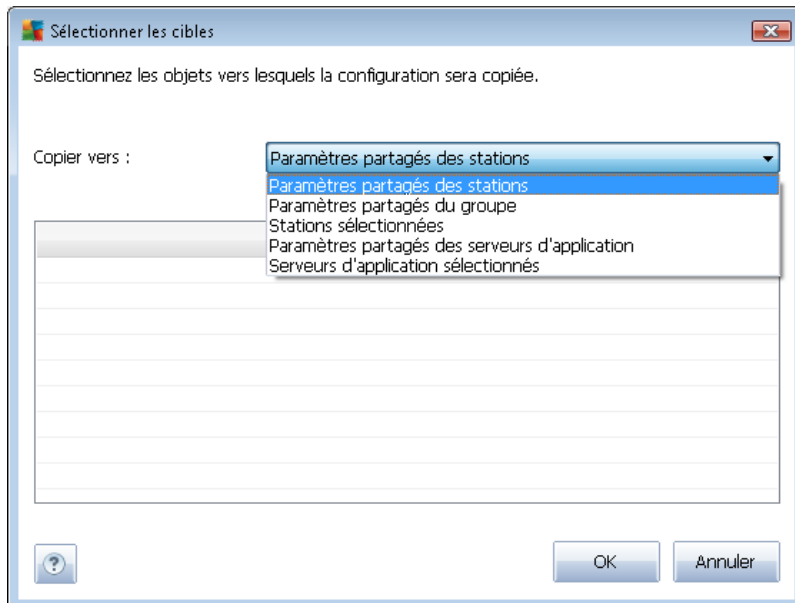 Sélectionner les cibles
Sélectionnez les objets vers lesquels la configuration sera copiée.
Copier vers :
Paramètres partagés des stations
Paramètres partagés des stations
Paramètres partagés du groupe
Stations sélectionnées
Paramètres partagés des serveurs d'application
Serveurs d'application sélectionnés
?
OK
Annuler